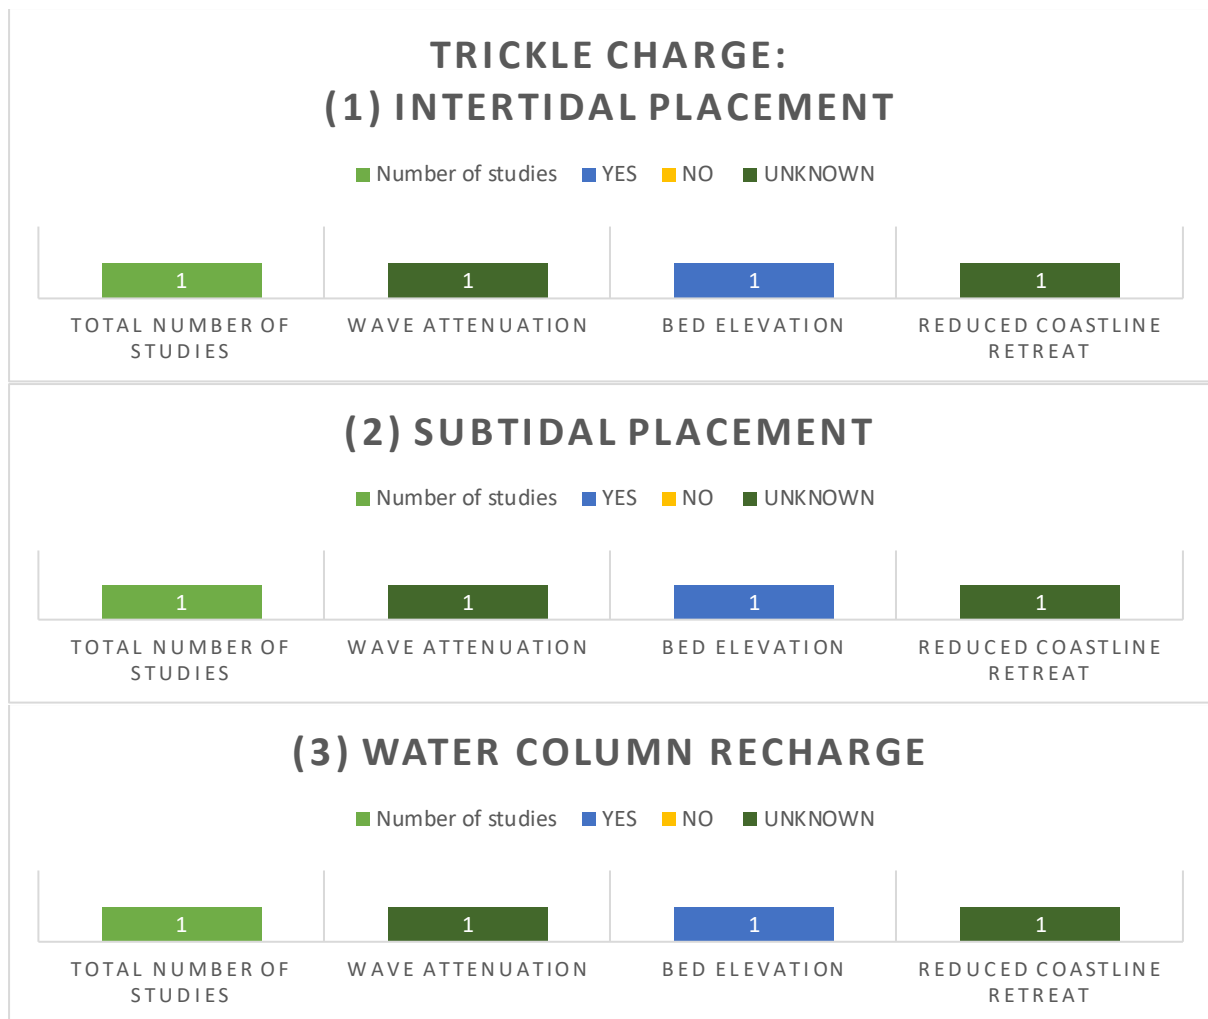 TRICKLE CHARGE:
(1) INTERTIDAL PLACEMENT
Number of studies YES NO UNKNOWN
1 1 1 1
TOTAL NUMBER OF STUDIES WAVE ATTENUATION BED ELEVATION REDUCED COASTLINE RETREAT
(2) SUBTIDAL PLACEMENT
Number of studies YES NO UNKNOWN
1 1 1 1
TOTAL NUMBER OF STUDIES WAVE ATTENUATION BED ELEVATION REDUCED COASTLINE RETREAT
(3) WATER COLUMN RECHARGE
Number of studies YES NO UNKNOWN
1 1 1 1
TOTAL NUMBER OF STUDIES WAVE ATTENUATION BED ELEVATION REDUCED COASTLINE RETREAT